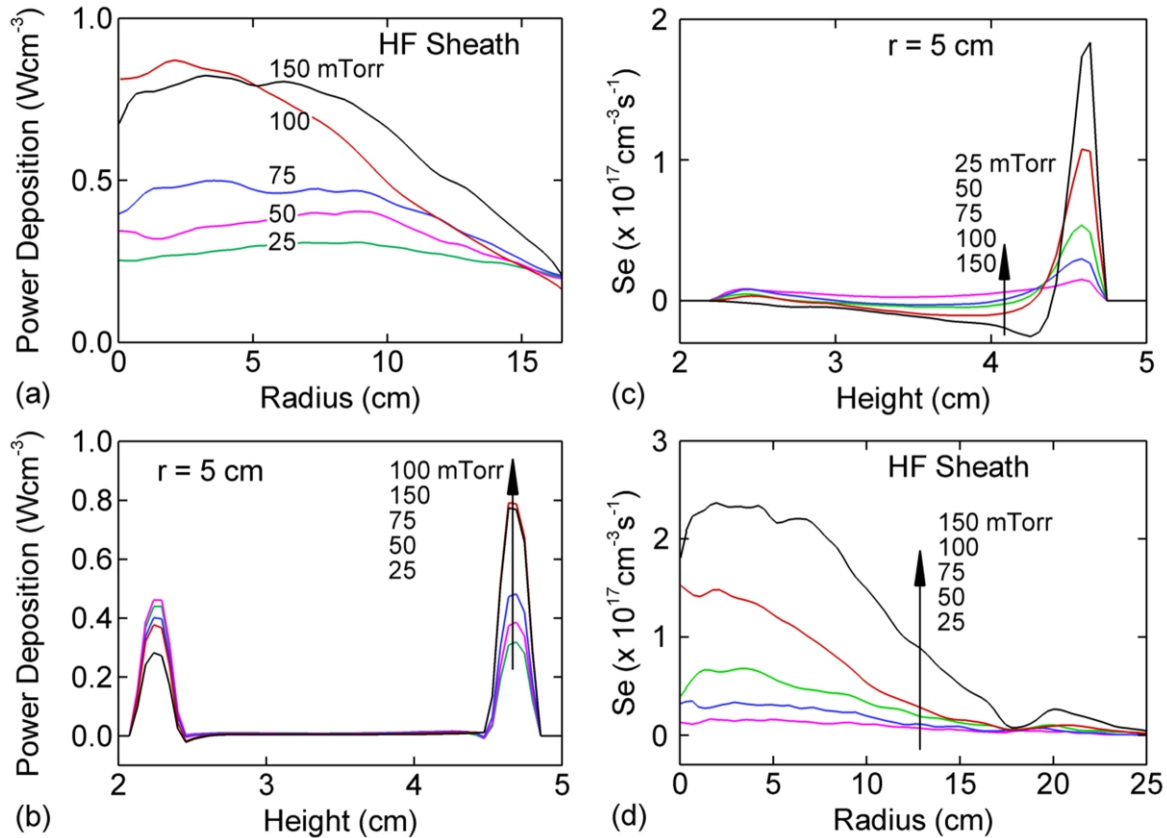 (a)
Power Deposition (Wcm⁻³)
1.0
0.5
0.0
HF Sheath
150 mTorr
100
75
50
25
0 5 10 15
Radius (cm)
(b)
Power Deposition (Wcm⁻³)
1.0
0.8
0.6
0.4
0.2
0.0
r = 5 cm
100 mTorr
150
75
50
25
2 3 4 5
Height (cm)
(c)
Se (x 10¹⁷cm⁻³s⁻¹)
2
1
0
r = 5 cm
25 mTorr
50
75
100
150
2 3 4 5
Height (cm)
(d)
Se (x 10¹⁷cm⁻³s⁻¹)
3
2
1
0
HF Sheath
150 mTorr
100
75
50
25
0 5 10 15 20 25
Radius (cm)